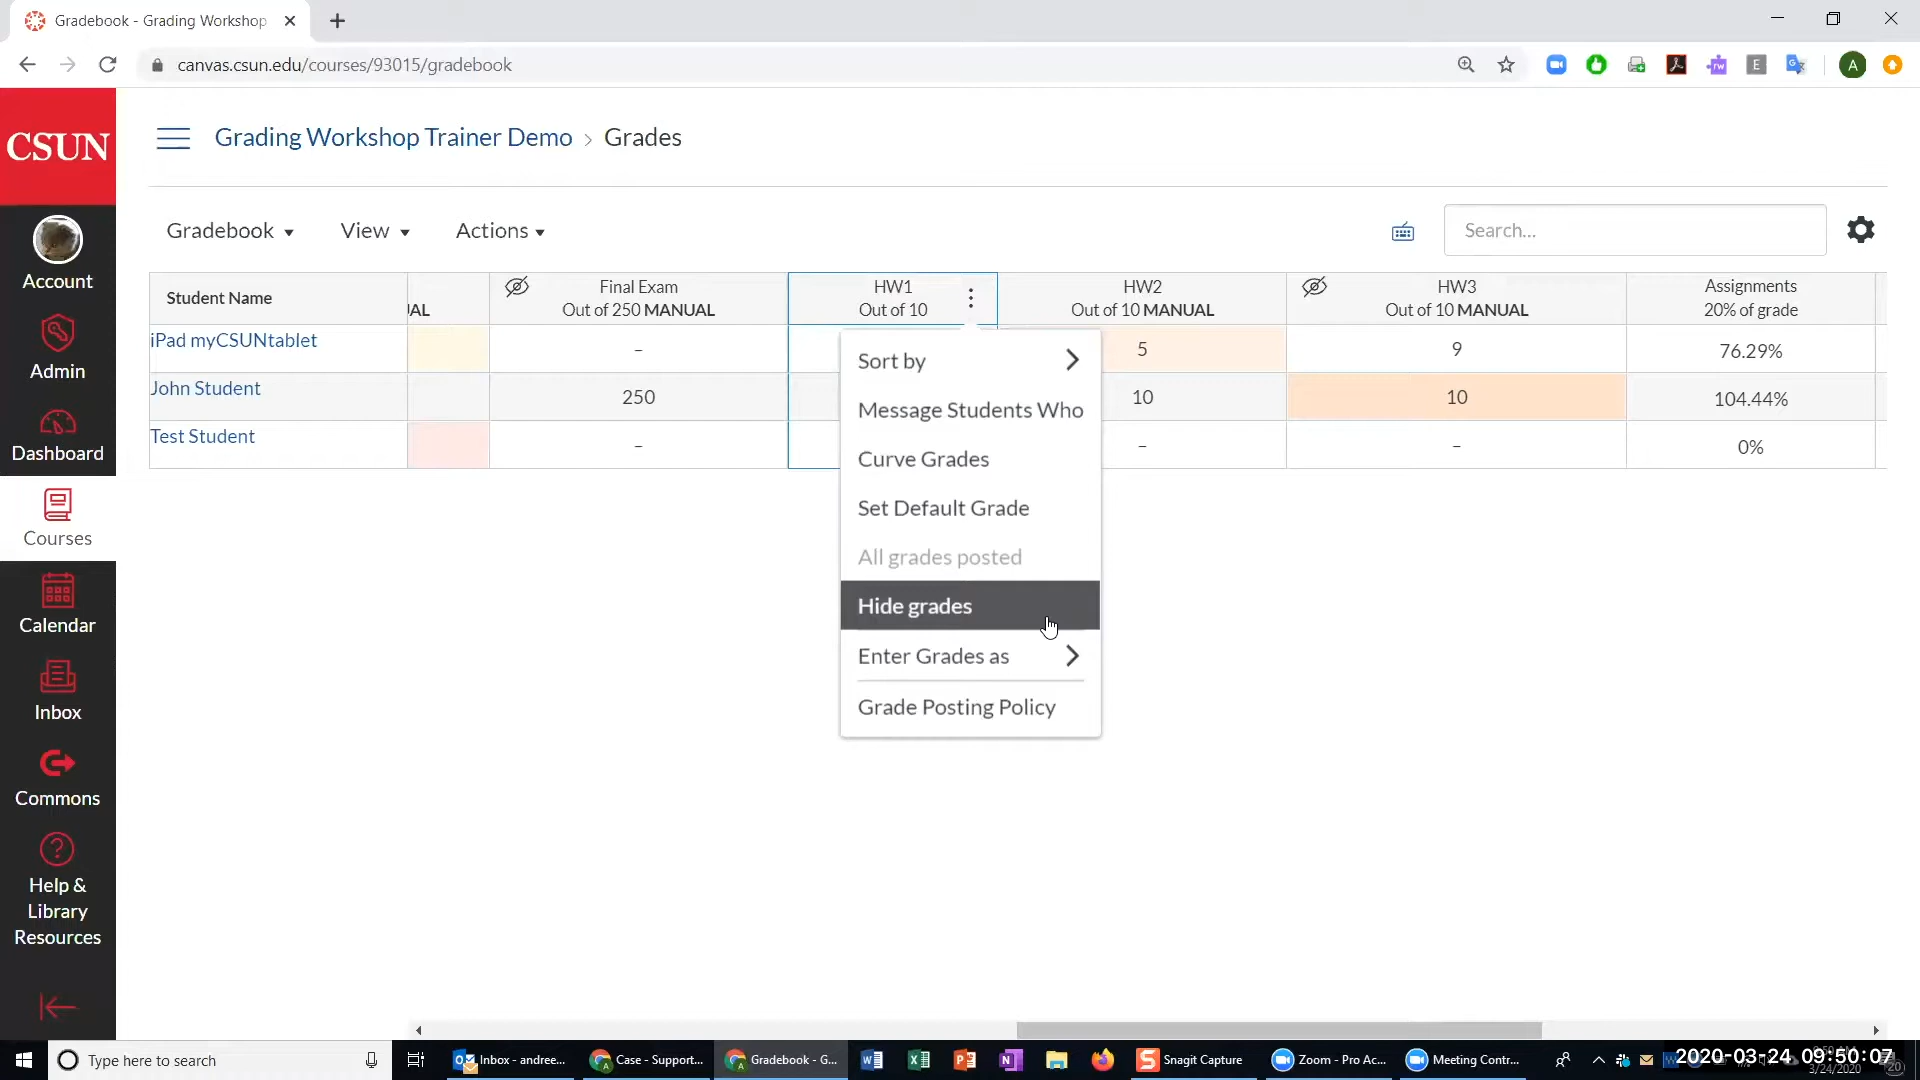 Gradebook - Grading Workshop
canvas.csun.edu/courses/93015/gradebook
A
CSUN
Grading Workshop Trainer Demo › Grades
Account
Admin
Dashboard
Courses
Calendar
Inbox
Commons
Help &
Library
Resources
Gradebook
View
Actions
Search...
Student Name
UAL
Final Exam
Out of 250 MANUAL
HW1
Out of 10
HW2
Out of 10 MANUAL
HW3
Out of 10 MANUAL
Assignments
20% of grade
iPad myCSUNtablet
–
5
9
76.29%
John Student
250
10
10
104.44%
Test Student
–
–
–
0%
Sort by
Message Students Who
Curve Grades
Set Default Grade
All grades posted
Hide grades
Enter Grades as
Grade Posting Policy
Type here to search
Inbox - andree...
Case - Support...
Gradebook - G...
Snagit Capture
Zoom - Pro Ac...
Meeting Contr...
2020-03-24 09:50:07
3/24/2020
20